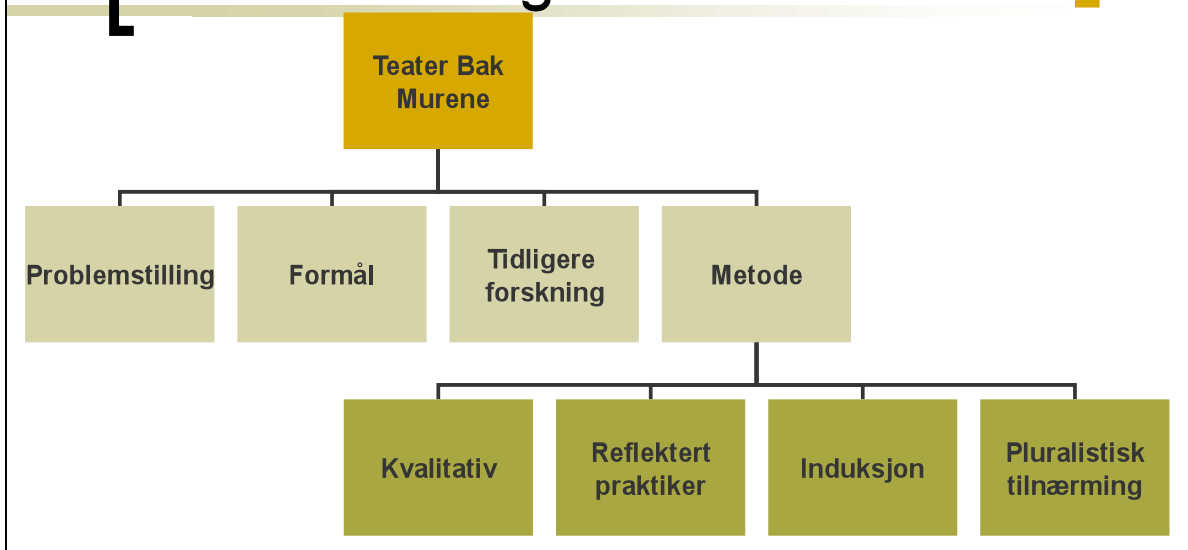 Teater Bak
Murene
Problemstilling
Formål
Tidligere
forskning
Metode
Kvalitativ
Reflektert
praktiker
Induksjon
Pluralistisk
tilnærming